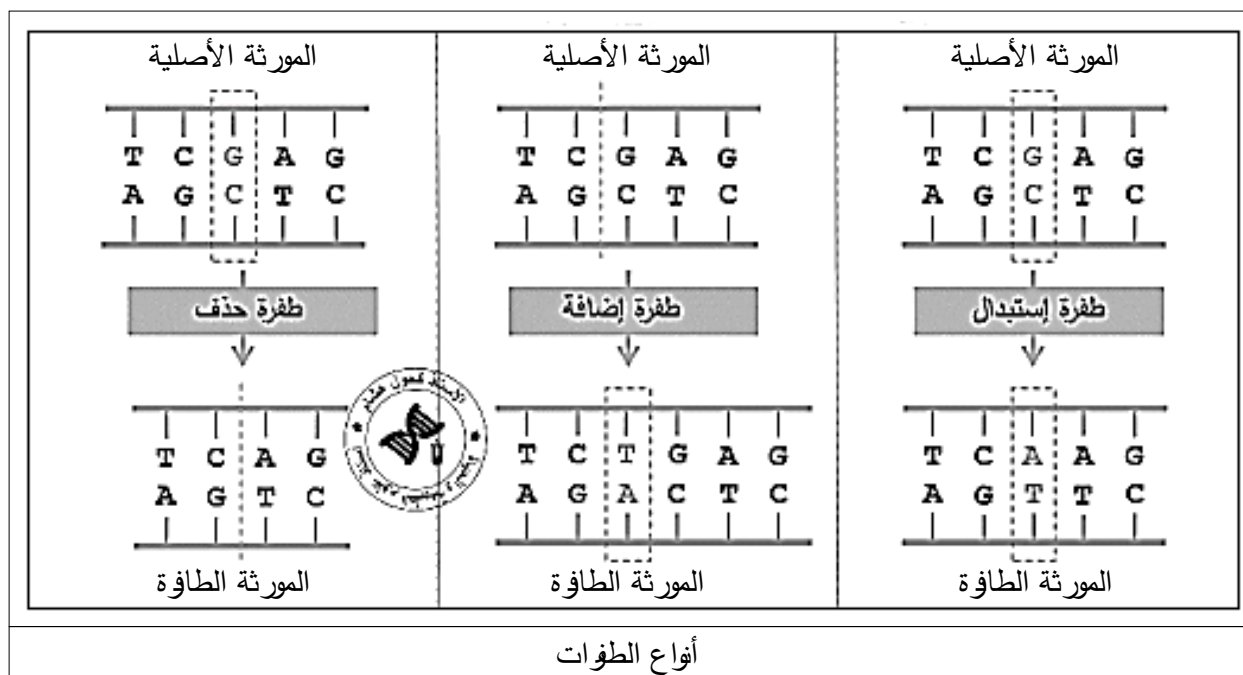 المورثة الأصلية المورثة الأصلية المورثة الأصلية
T C G A G T C G A G T C G A G
A G C T C A G C T C A G C T C
طفرة إستبدال طفرة إضافة طفرة حذف
T C A G T C T G A G T C A A G
A G T C A G A C T C A G T T C
المورثة الطافرة المورثة الطافرة المورثة الطافرة
أنواع الطفرات